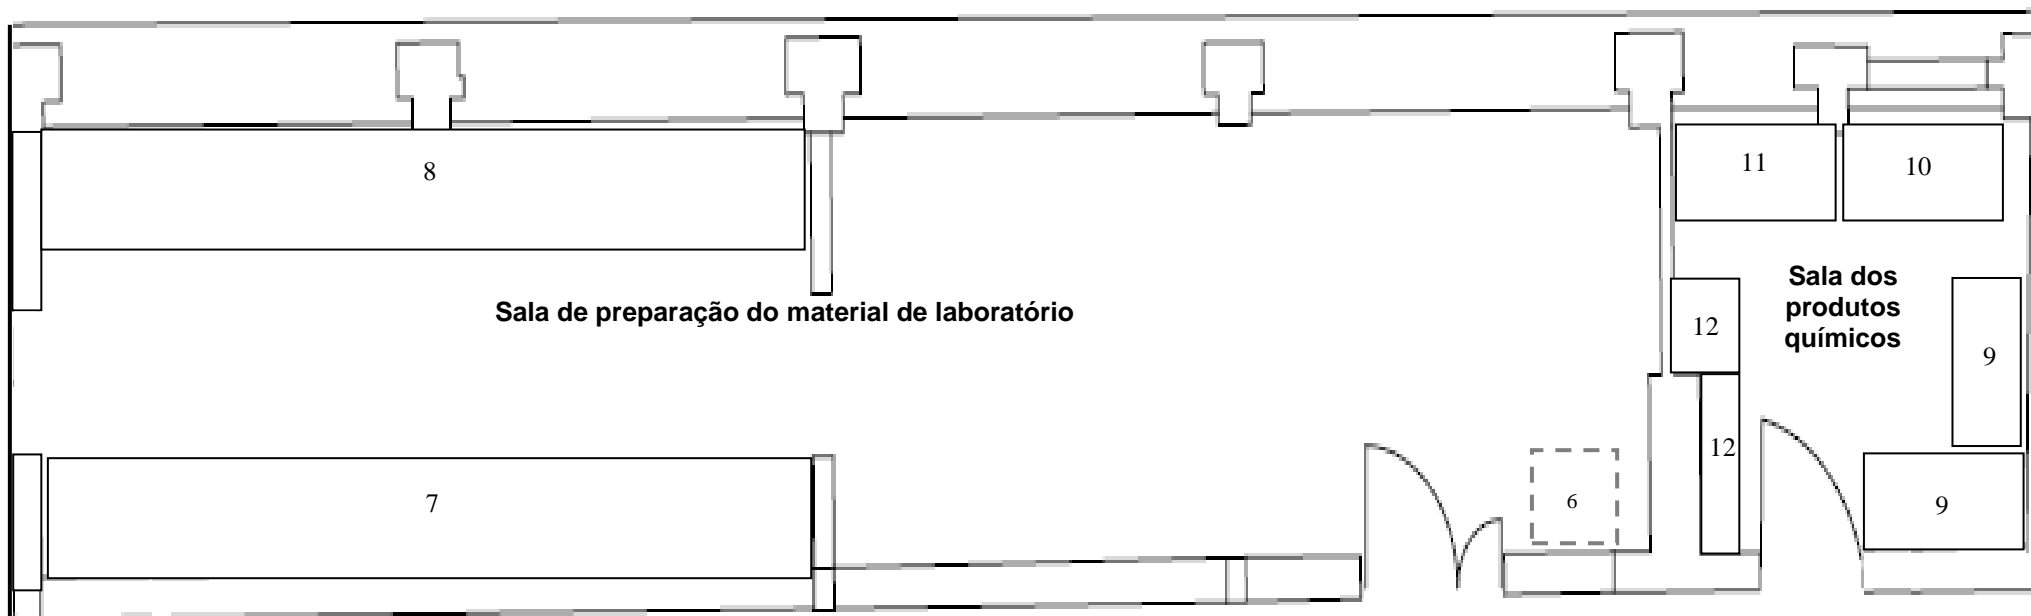 8
11
10
Sala de preparação do material de laboratório
Sala dos
produtos
químicos
12
9
12
7
6
9